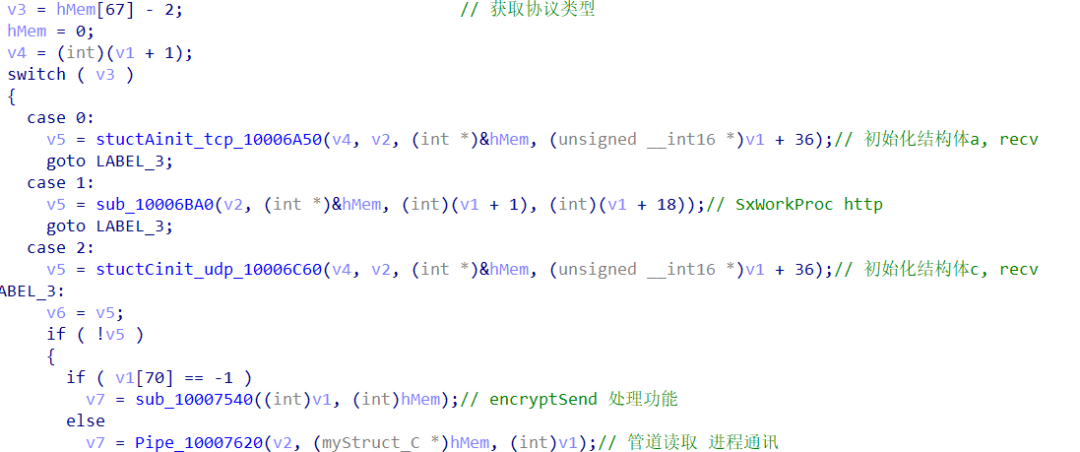 v3 = hMem[67] - 2; // 获取协议类型
hMem = 0;
v4 = (int)(v1 + 1);
switch ( v3 )
{
case 0:
v5 = stuctAinit_tcp_10006A50(v4, v2, (int *)&hMem, (unsigned __int16 *)v1 + 36);// 初始化结构体a, recv
goto LABEL_3;
case 1:
v5 = sub_10006BA0(v2, (int *)&hMem, (int)(v1 + 1), (int)(v1 + 18));// SxWorkProc http
goto LABEL_3;
case 2:
v5 = stuctCinit_udp_10006C60(v4, v2, (int *)&hMem, (unsigned __int16 *)v1 + 36);// 初始化结构体c, recv
ABEL_3:
v6 = v5;
if ( !v5 )
{
if ( v1[70] == -1 )
v7 = sub_10007540((int)v1, (int)hMem);// encryptSend 处理功能
else
v7 = Pipe_10007620(v2, (myStruct_C *)hMem, (int)v1);// 管道读取 进程通讯